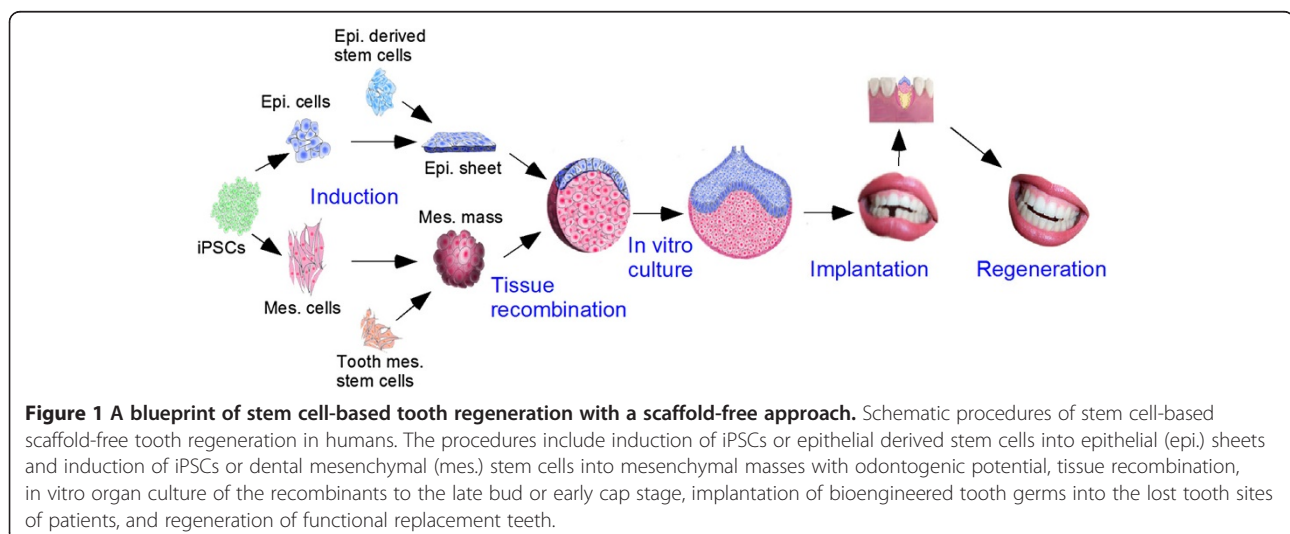 Epi. derived
stem cells
Epi. cells
Epi. sheet
Induction
iPSCs
Mes. mass
Mes. cells
Tooth mes.
stem cells
Tissue
recombination
In vitro
culture
Implantation
Regeneration
Figure 1 A blueprint of stem cell-based tooth regeneration with a scaffold-free approach. Schematic procedures of stem cell-based
scaffold-free tooth regeneration in humans. The procedures include induction of iPSCs or epithelial derived stem cells into epithelial (epi.) sheets
and induction of iPSCs or dental mesenchymal (mes.) stem cells into mesenchymal masses with odontogenic potential, tissue recombination,
in vitro organ culture of the recombinants to the late bud or early cap stage, implantation of bioengineered tooth germs into the lost tooth sites
of patients, and regeneration of functional replacement teeth.